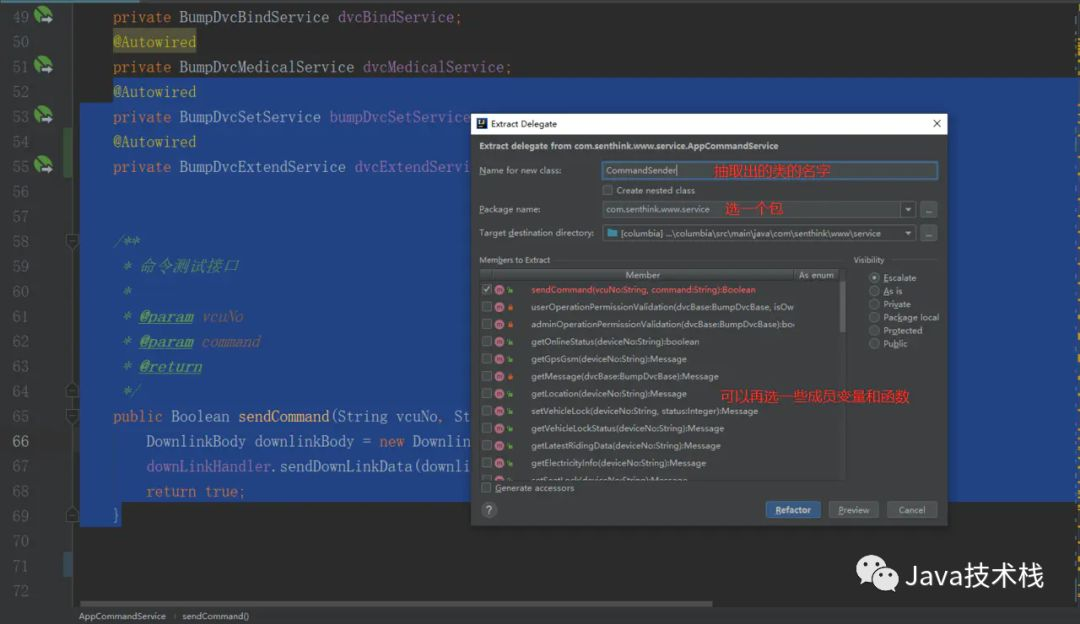 49 private BumpDvcBindService dvcBindService;
50 @Autowired
51 private BumpDvcMedicalService dvcMedicalService;
52 @Autowired
53 private BumpDvcSetService bumpDvcSetService
54 @Autowired
55 private BumpDvcExtendService dvcExtendServi
56
57
58 /**
59 * 命令测试接口
60 *
61 * @param vcuNo
62 * @param command
63 * @return
64 */
65 public Boolean sendCommand(String vcuNo, St
66 DownlinkBody downlinkBody = new Downlin
67 downLinkHandler.sendDownLinkData(downli
68 return true;
69 }
70
71
72
Extract Delegate
Extract delegate from com.senthink.www.service.AppCommandService
Name for new class: CommandSender 抽取出的类的名字
Create nested class
Package name: com.senthink.www.service 选一个包 ...
Target destination directory: [columbia] ...\columbia\src\main\java\com\senthink\www\service ...
Members to Extract
Member As enum
sendCommand(vcuNo:String, command:String):Boolean
userOperationPermissionValidation(dvcBase:BumpDvcBase, isOw
adminOperationPermissionValidation(dvcBase:BumpDvcBase):boo
getOnlineStatus(deviceNo:String):boolean
getGpsGsm(deviceNo:String):Message
getMessage(dvcBase:BumpDvcBase):Message
getLocation(deviceNo:String):Message
可以再选一些成员变量和函数
setVehicleLock(deviceNo:String, status:Integer):Message
getVehicleLockStatus(deviceNo:String):Message
getLatestRidingData(deviceNo:String):Message
getElectricityInfo(deviceNo:String):Message
setSeatLock(deviceNo:String):Message
Visibility
Escalate
As is
Private
Package local
Protected
Public
Generate accessors
? Refactor Preview Cancel
Java技术栈
AppCommandService › sendCommand()